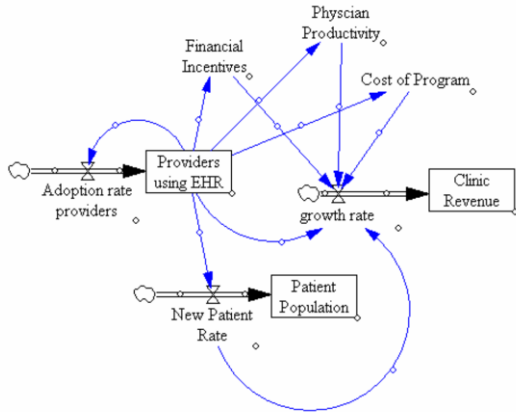 Physcian
Productivity
Financial
Incentives
Cost of Program
Providers
using EHR
Adoption rate
providers
Clinic
Revenue
growth rate
Patient
Population
New Patient
Rate